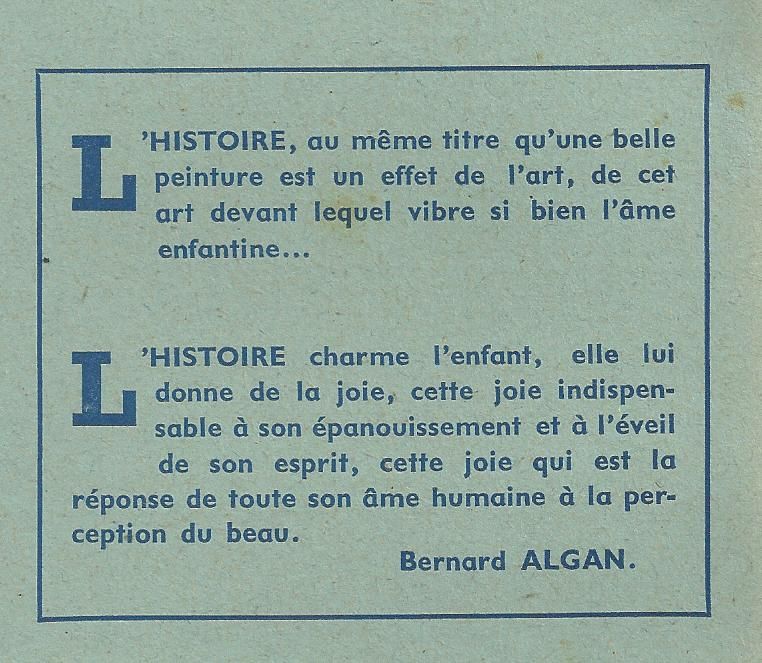 L'HISTOIRE, au même titre qu'une belle
peinture est un effet de l'art, de cet
art devant lequel vibre si bien l'âme
enfantine...
L'HISTOIRE charme l'enfant, elle lui
donne de la joie, cette joie indispen-
sable à son épanouissement et à l'éveil
de son esprit, cette joie qui est la
réponse de toute son âme humaine à la per-
ception du beau.
Bernard ALGAN.